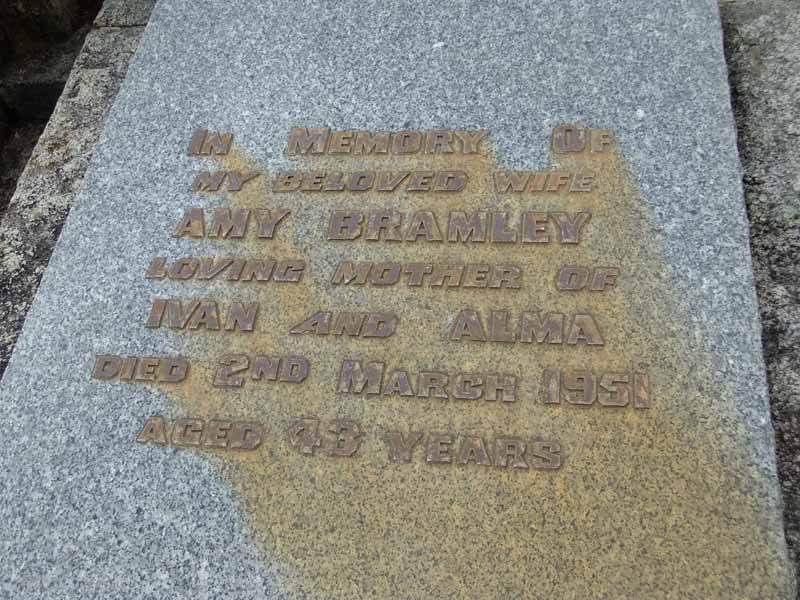 IN MEMORY OF
MY BELOVED WIFE
AMY BRAMLEY
LOVING MOTHER OF
IVAN AND ALMA
DIED 2ND MARCH 1951
AGED 43 YEARS